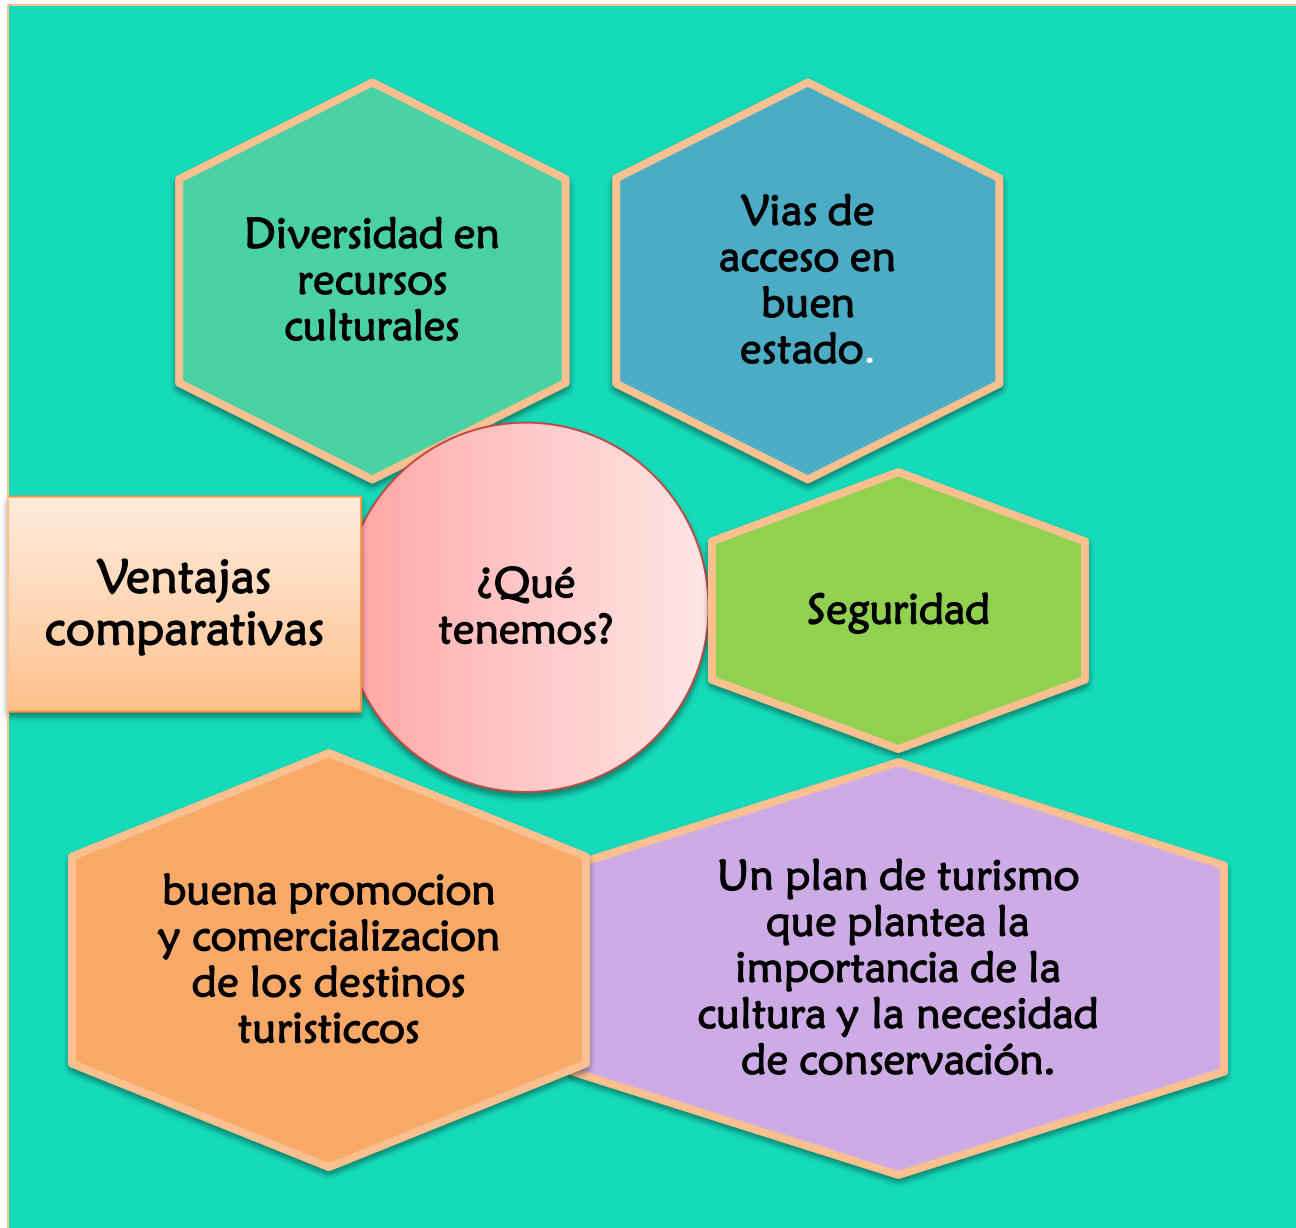 Diversidad en
recursos
culturales
Vias de
acceso en
buen
estado.
Ventajas
comparativas
¿Qué
tenemos?
Seguridad
buena promocion
y comercializacion
de los destinos
turisticcos
Un plan de turismo
que plantea la
importancia de la
cultura y la necesidad
de conservación.